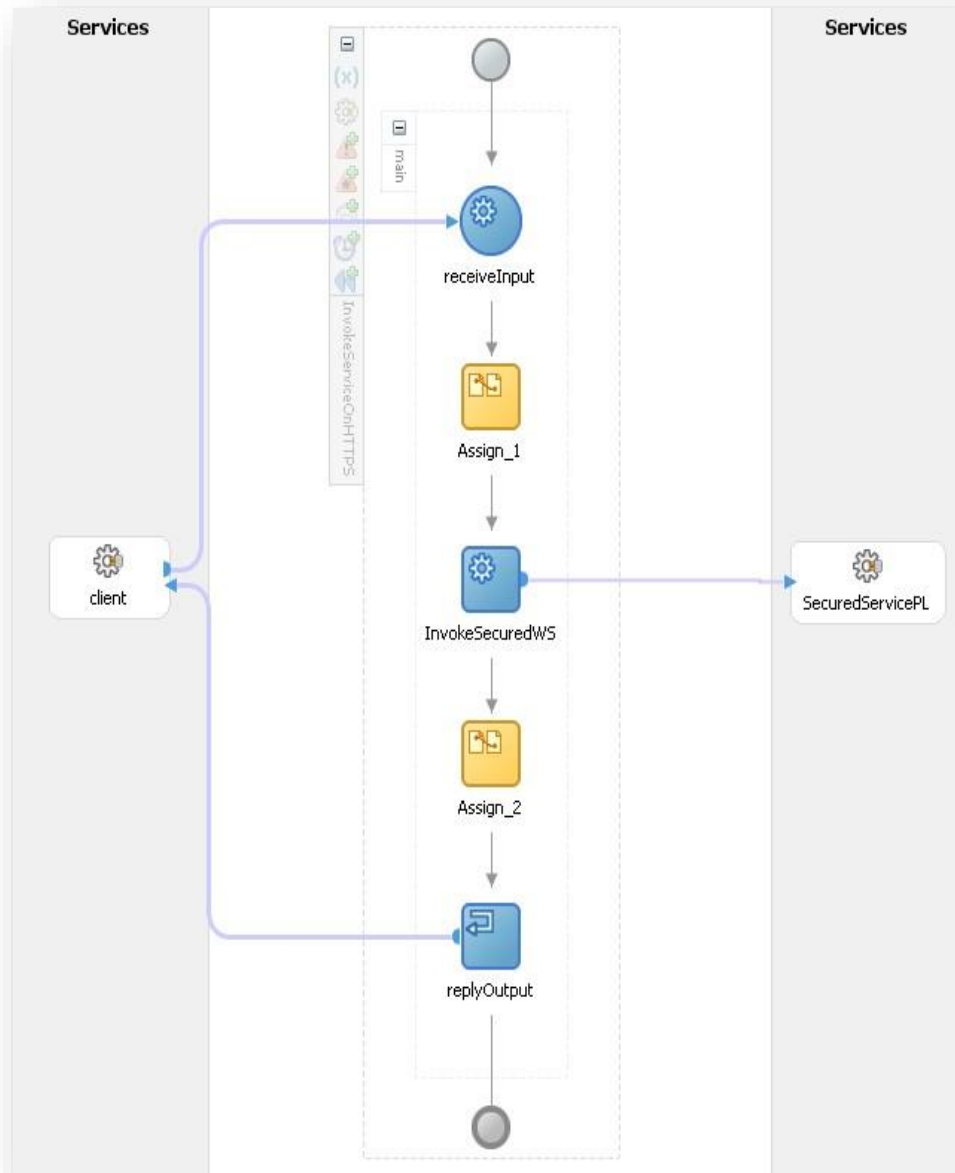 Services
Services
(x)
main
receiveInput
InvokeServiceOnHTTPS
Assign_1
client
InvokeSecuredWS
SecuredServicePL
Assign_2
replyOutput